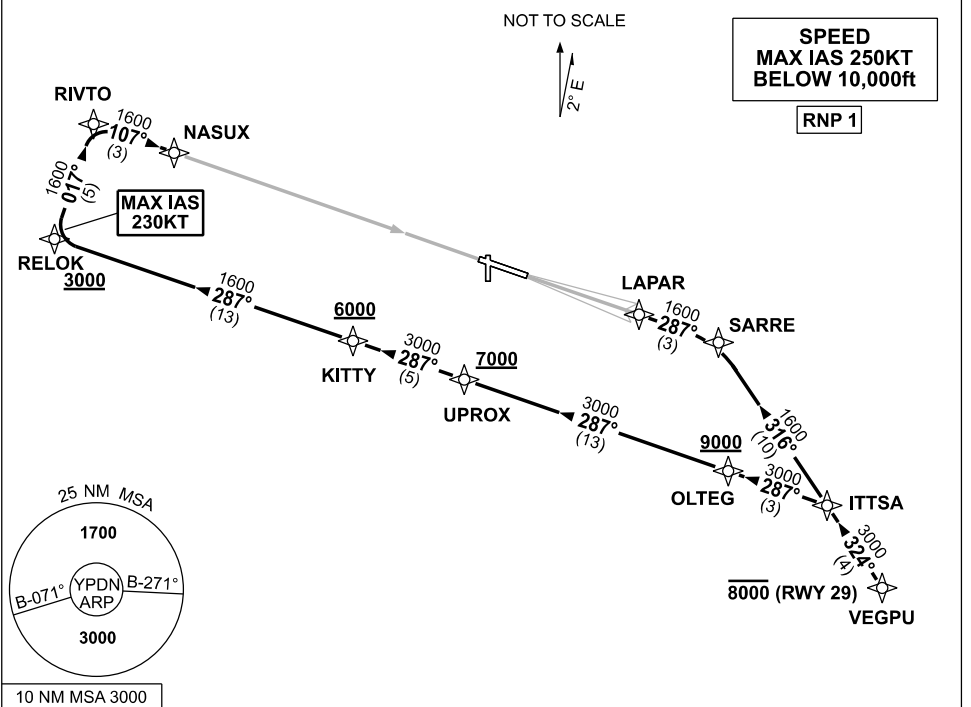 NOT TO SCALE
2° E
SPEED
MAX IAS 250KT
BELOW 10,000ft
RNP 1
RIVTO
1600
107°
(3)
NASUX
1600
017°
(5)
MAX IAS
230KT
RELOK
3000
1600
287°
(13)
6000
KITTY
3000
287°
(5)
7000
UPROX
3000
287°
(13)
LAPAR
1600
287°
(3)
SARRE
1600
316°
(10)
9000
OLTEG
3000
287°
(3)
ITTSA
3000
324°
(4)
8000 (RWY 29)
VEGPU
25 NM MSA
1700
B-071°
YPDN
ARP
B-271°
3000
10 NM MSA 3000